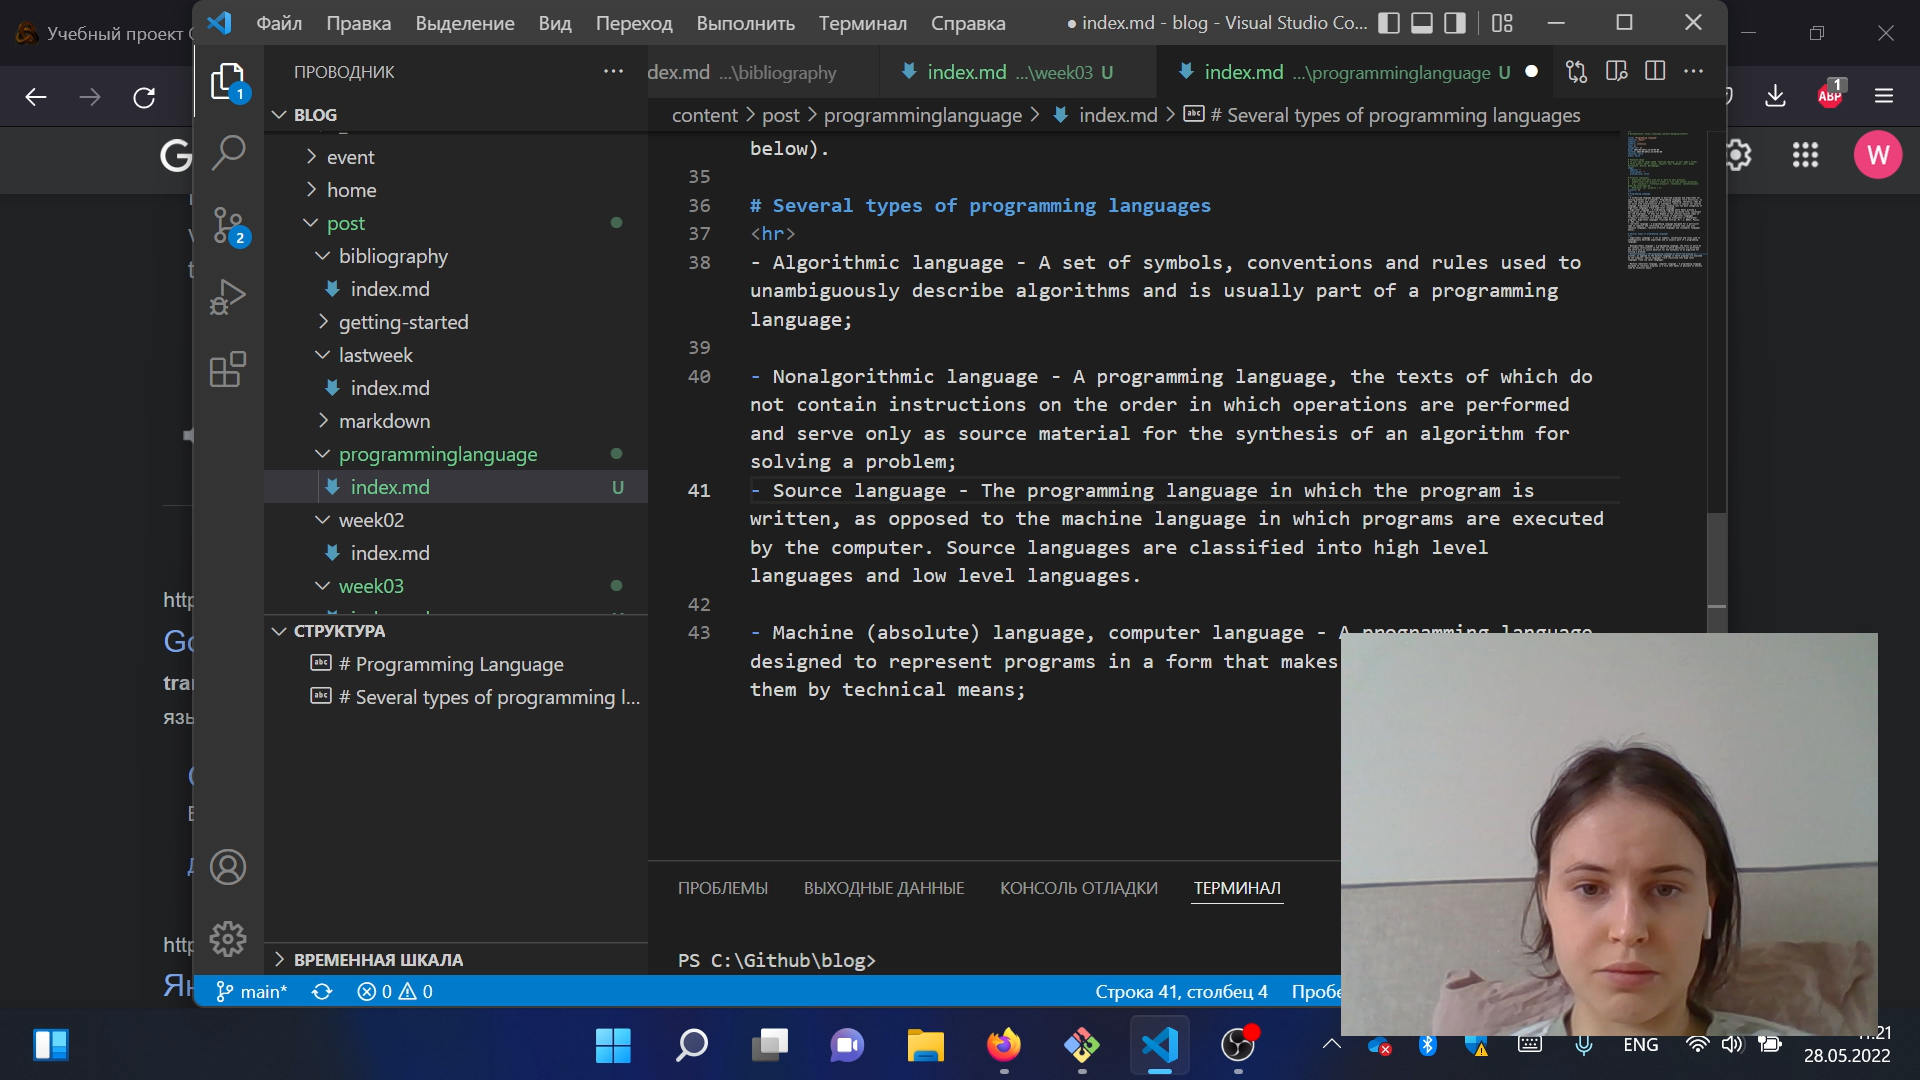 Учебный проект
Файл Правка Выделение Вид Переход Выполнить Терминал Справка
● index.md - blog - Visual Studio Co...
ПРОВОДНИК
dex.md ...\bibliography
index.md ...\week03 U
index.md ...\programminglanguage U
1
1
ABP
BLOG
content > post > programminglanguage > index.md > # Several types of programming languages
event
home
post
bibliography
index.md
getting-started
lastweek
index.md
markdown
programminglanguage
index.md U
week02
index.md
week03
2
G
W
below).
35
36 # Several types of programming languages
37 <hr>
38 - Algorithmic language - A set of symbols, conventions and rules used to
unambiguously describe algorithms and is usually part of a programming
language;
39
40 - Nonalgorithmic language - A programming language, the texts of which do
not contain instructions on the order in which operations are performed
and serve only as source material for the synthesis of an algorithm for
solving a problem;
41 - Source language - The programming language in which the program is
written, as opposed to the machine language in which programs are executed
by the computer. Source languages are classified into high level
languages and low level languages.
42
43 - Machine (absolute) language, computer language - A programming language
designed to represent programs in a form that makes
them by technical means;
СТРУКТУРА
# Programming Language
# Several types of programming l...
ВРЕМЕННАЯ ШКАЛА
ПРОБЛЕМЫ ВЫХОДНЫЕ ДАННЫЕ КОНСОЛЬ ОТЛАДКИ ТЕРМИНАЛ
PS C:\Github\blog>
main* 0 0
Строка 41, столбец 4
ENG
28.05.2022